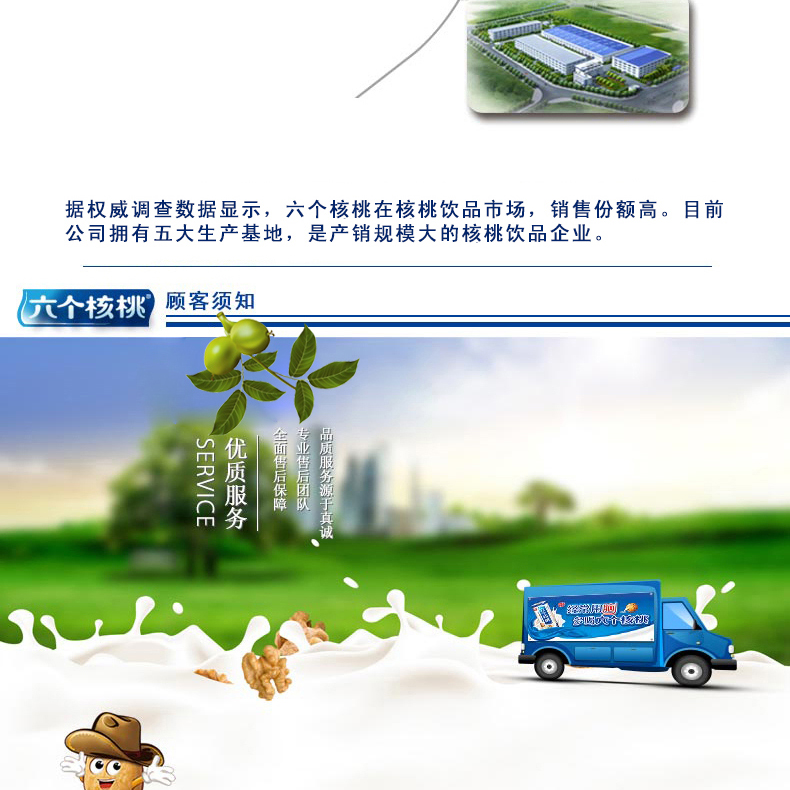 据权威调查数据显示，六个核桃在核桃饮品市场，销售份额高。目前
公司拥有五大生产基地，是产销规模大的核桃饮品企业。
六个核桃®
顾客须知
品质服务源于真诚
专业售后团队
全面售后保障
优质服务
SERVICE
经常用脑
多喝六个核桃